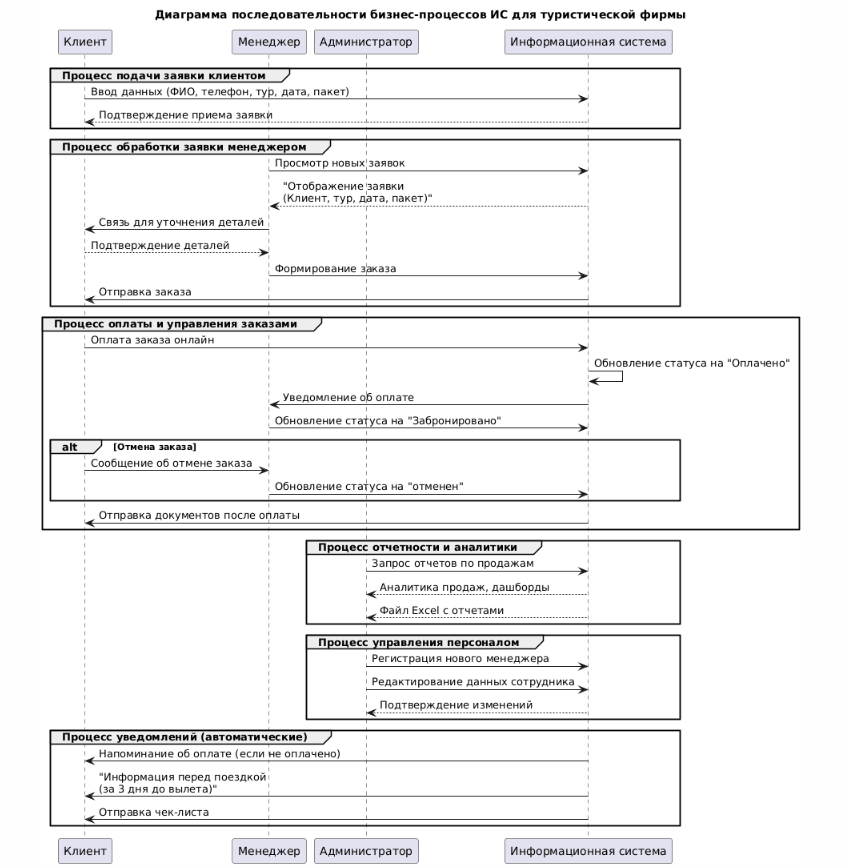 Диаграмма последовательности бизнес-процессов ИС для туристической фирмы
Клиент
Менеджер
Администратор
Информационная система
Процесс подачи заявки клиентом
Ввод данных (ФИО, телефон, тур, дата, пакет)
Подтверждение приема заявки
Процесс обработки заявки менеджером
Просмотр новых заявок
"Отображение заявки
(Клиент, тур, дата, пакет)"
Связь для уточнения деталей
Подтверждение деталей
Формирование заказа
Отправка заказа
Процесс оплаты и управления заказами
Оплата заказа онлайн
Обновление статуса на "Оплачено"
Уведомление об оплате
Обновление статуса на "Забронировано"
alt [Отмена заказа]
Сообщение об отмене заказа
Обновление статуса на "отменен"
Отправка документов после оплаты
Процесс отчетности и аналитики
Запрос отчетов по продажам
Аналитика продаж, дашборды
Файл Excel с отчетами
Процесс управления персоналом
Регистрация нового менеджера
Редактирование данных сотрудника
Подтверждение изменений
Процесс уведомлений (автоматические)
Напоминание об оплате (если не оплачено)
"Информация перед поездкой
(за 3 дня до вылета)"
Отправка чек-листа
Клиент
Менеджер
Администратор
Информационная система